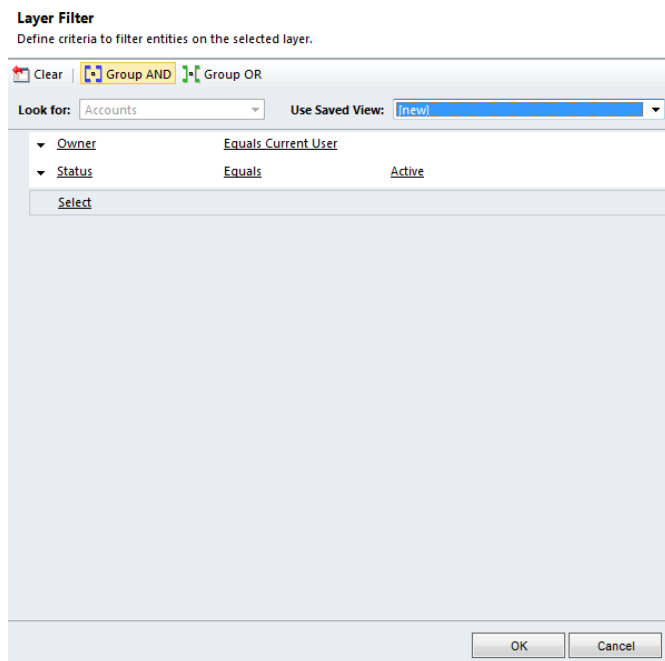 Layer Filter
Define criteria to filter entities on the selected layer.
Clear Group AND Group OR
Look for: Accounts Use Saved View: [new]
Owner Equals Current User
Status Equals Active
Select
OK Cancel